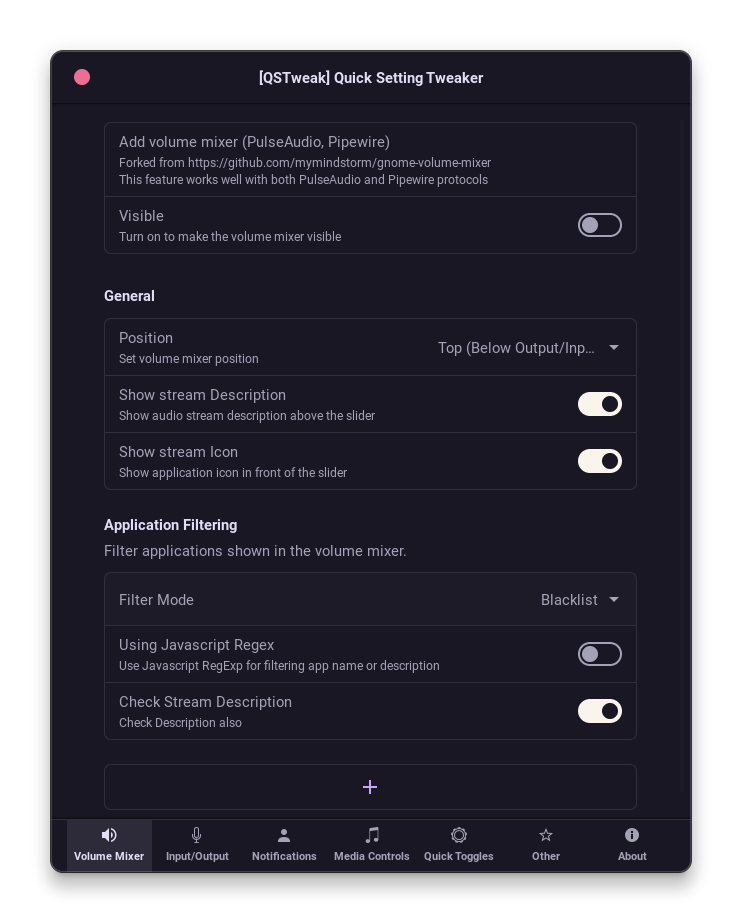 [QSTweak] Quick Setting Tweaker
Add volume mixer (PulseAudio, Pipewire)
Forked from https://github.com/mymindstorm/gnome-volume-mixer
This feature works well with both PulseAudio and Pipewire protocols
Visible
Turn on to make the volume mixer visible
General
Position
Set volume mixer position
Top (Below Output/Inp…
Show stream Description
Show audio stream description above the slider
Show stream Icon
Show application icon in front of the slider
Application Filtering
Filter applications shown in the volume mixer.
Filter Mode
Blacklist
Using Javascript Regex
Use Javascript RegExp for filtering app name or description
Check Stream Description
Check Description also
Volume Mixer
Input/Output
Notifications
Media Controls
Quick Toggles
Other
About